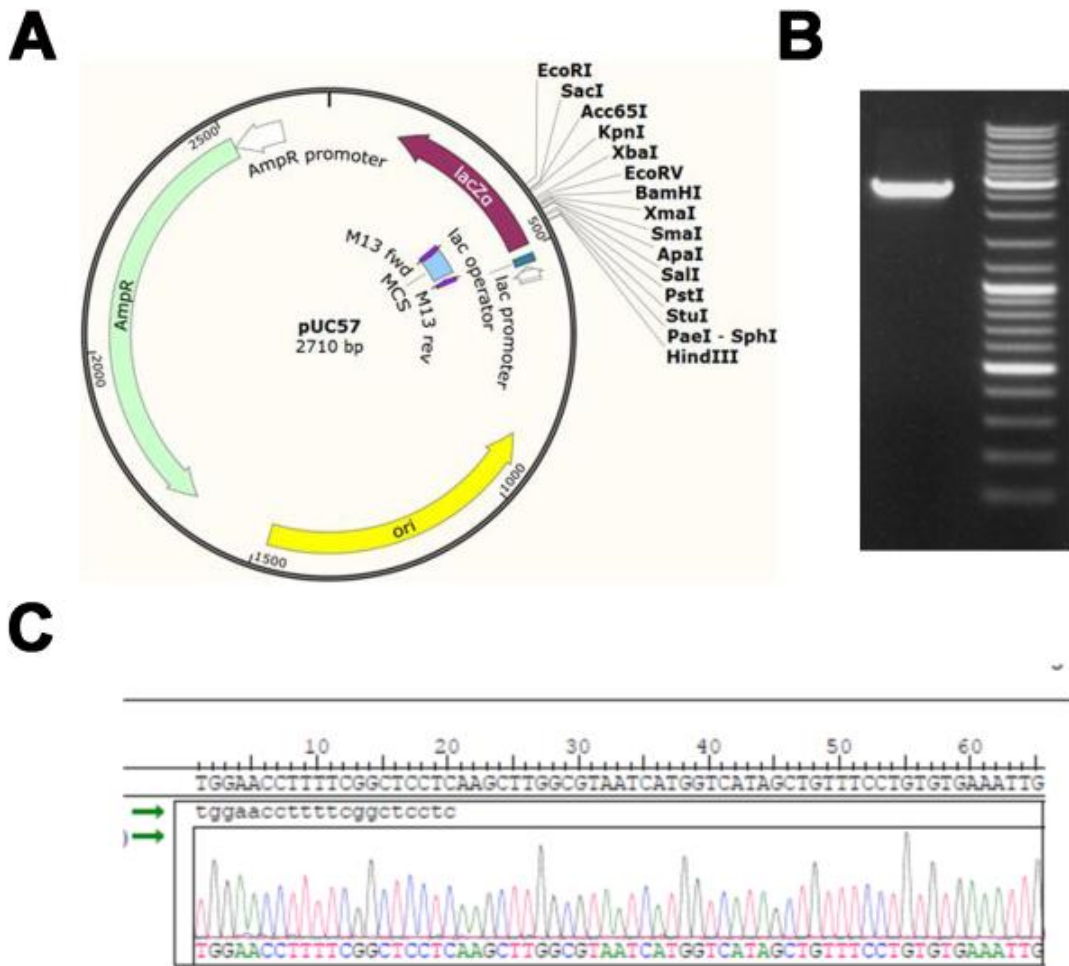 A
B
EcoRI
SacI
Acc65I
KpnI
XbaI
EcoRV
BamHI
XmaI
SmaI
ApaI
SalI
PstI
StuI
PaeI - SphI
HindIII
2500
AmpR promoter
lacZα
500
M13 fwd
MCS
M13 rev
lac operator
lac promoter
AmpR
pUC57
2710 bp
2000
1000
ori
1500
C
10 20 30 40 50 60
TGGAACCTTTTCGGCTCCTCAAGCTTGGCGTAATCATGGTCATAGCTGTTTCCTGTGTGAAATTG
tggaaccttttcggctcctc
TGGAACCTTTTCGGCTCCTCAAGCTTGGCGTAATCATGGTCATAGCTGTTTCCTGTGTGAAATTG